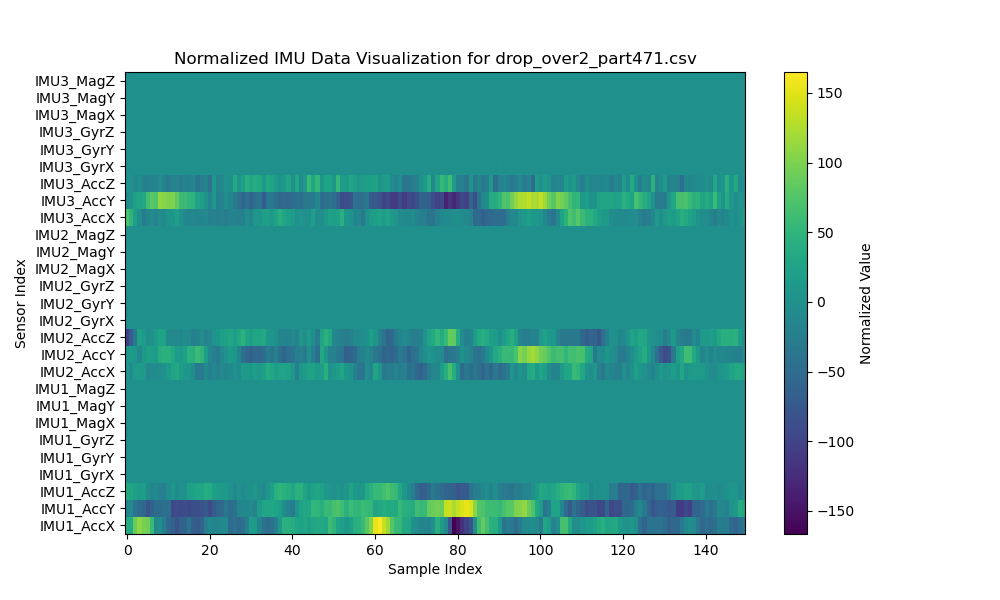 Normalized IMU Data Visualization for drop_over2_part471.csv
IMU3_MagZ
IMU3_MagY
IMU3_MagX
IMU3_GyrZ
IMU3_GyrY
IMU3_GyrX
IMU3_AccZ
IMU3_AccY
IMU3_AccX
IMU2_MagZ
IMU2_MagY
IMU2_MagX
IMU2_GyrZ
IMU2_GyrY
IMU2_GyrX
IMU2_AccZ
IMU2_AccY
IMU2_AccX
IMU1_MagZ
IMU1_MagY
IMU1_MagX
IMU1_GyrZ
IMU1_GyrY
IMU1_GyrX
IMU1_AccZ
IMU1_AccY
IMU1_AccX
Sensor Index
0 20 40 60 80 100 120 140
Sample Index
150
100
50
0
−50
−100
−150
Normalized Value